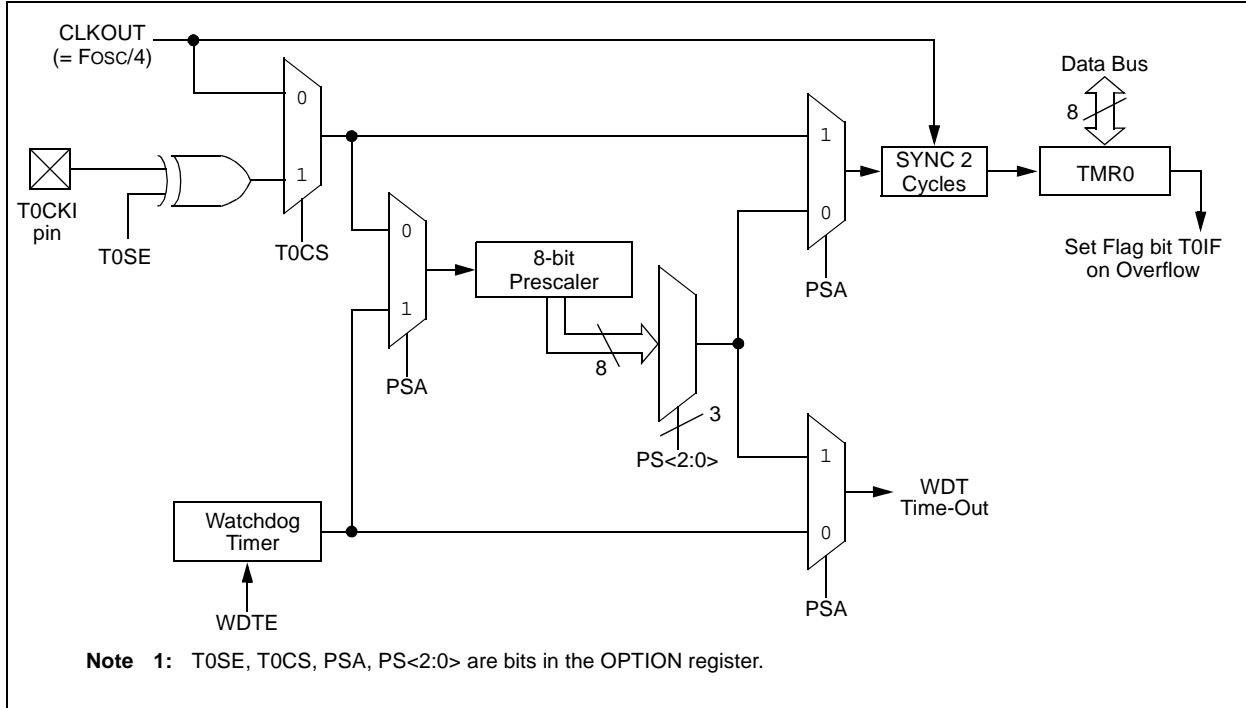 CLKOUT
(= FOSC/4)
0
1
T0CKI
pin
T0SE
T0CS
0
1
PSA
8-bit
Prescaler
8
3
PS<2:0>
1
0
PSA
SYNC 2
Cycles
Data Bus
8
TMR0
Set Flag bit T0IF
on Overflow
1
0
PSA
WDT
Time-Out
Watchdog
Timer
WDTE
Note 1: T0SE, T0CS, PSA, PS<2:0> are bits in the OPTION register.